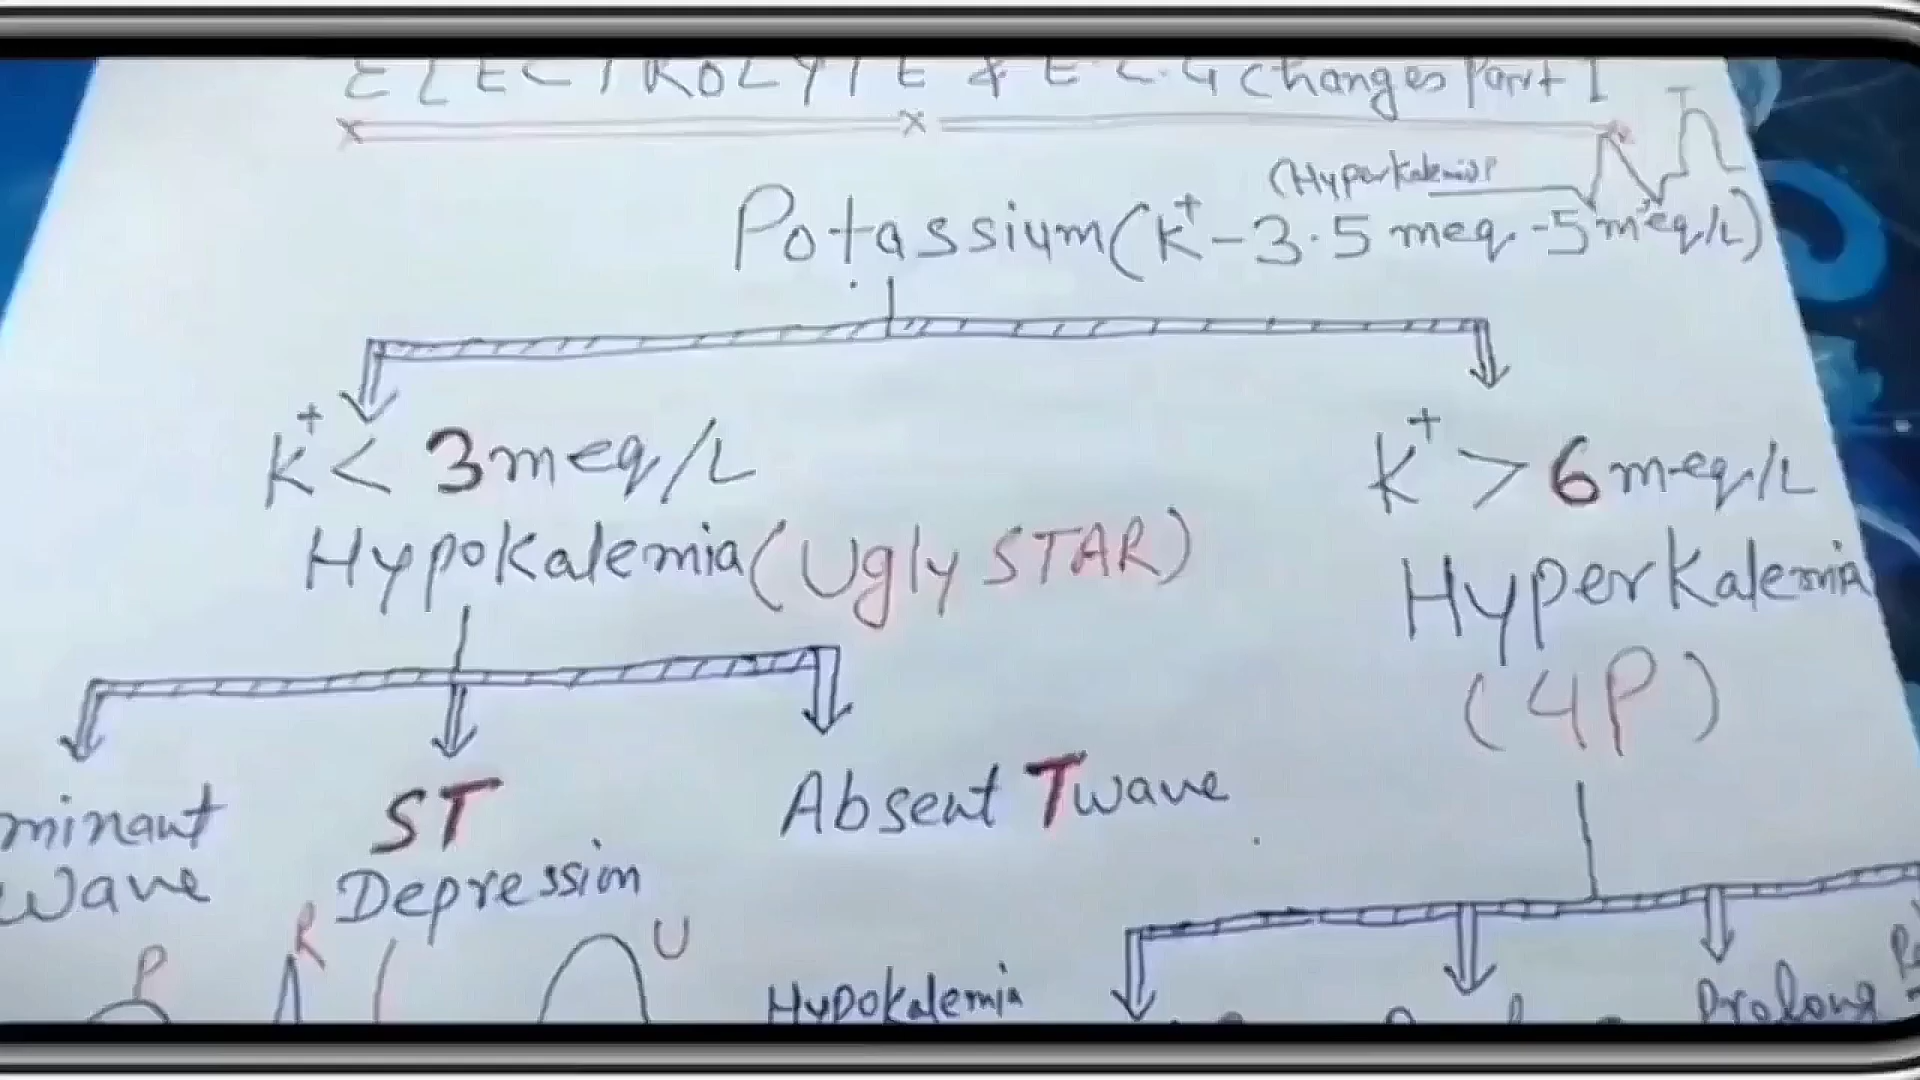 ELECTROLYTE & E.C.G Changes Part I
(Hyperkalemia)
T
Potassium (K+ - 3.5 meq - 5 meq/L)
K+ < 3 meq/L
K+ > 6 meq/L
Hypokalemia (Ugly STAR)
Hyperkalemia
(4P)
minant
wave
ST
Depression
Absent T wave
P
R
U
Hypokalemia
Prolong